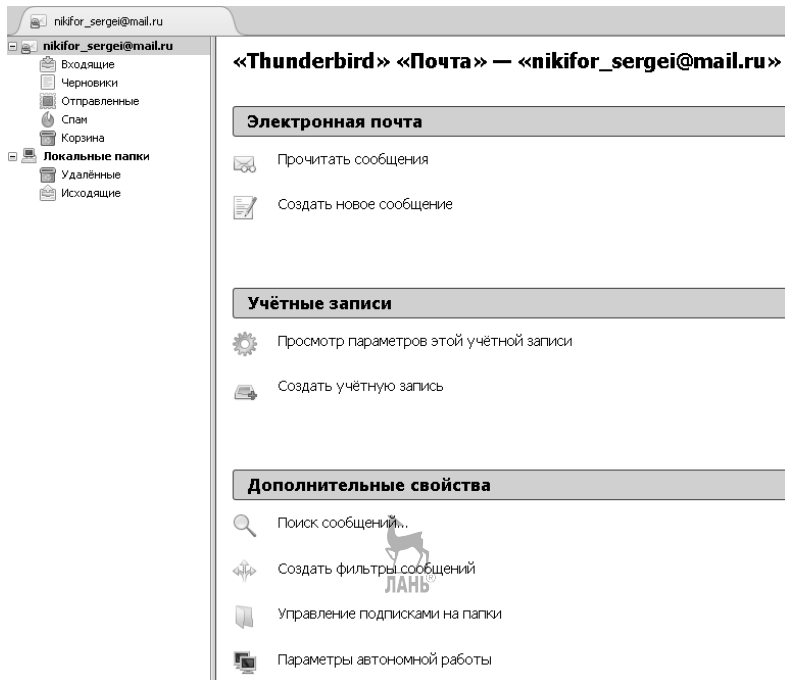 nikifor_sergei@mail.ru
nikifor_sergei@mail.ru
Входящие
Черновики
Отправленные
Спам
Корзина
Локальные папки
Удалённые
Исходящие
«Thunderbird» «Почта» — «nikifor_sergei@mail.ru»
Электронная почта
Прочитать сообщения
Создать новое сообщение
Учётные записи
Просмотр параметров этой учётной записи
Создать учётную запись
Дополнительные свойства
Поиск сообщений...
Создать фильтры сообщений
ЛАНЬ®
Управление подписками на папки
Параметры автономной работы